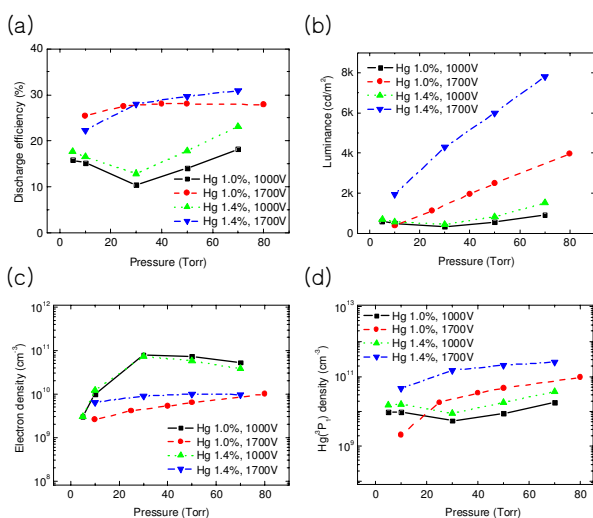 (a)
40
30
20
10
0
Discharge efficiency (%)
Hg 1.0%, 1000V
Hg 1.0%, 1700V
Hg 1.4%, 1000V
Hg 1.4%, 1700V
0 20 40 60 80
Pressure (Torr)
(b)
8k
6k
4k
2k
0
Luminance (cd/m²)
Hg 1.0%, 1000V
Hg 1.0%, 1700V
Hg 1.4%, 1000V
Hg 1.4%, 1700V
0 20 40 60 80
Pressure (Torr)
(c)
10¹²
10¹¹
10¹⁰
10⁹
10⁸
Electron density (cm⁻³)
Hg 1.0%, 1000V
Hg 1.0%, 1700V
Hg 1.4%, 1000V
Hg 1.4%, 1700V
0 20 40 60 80
Pressure (Torr)
(d)
10¹³
10¹¹
10⁹
Hg(³P₁) density (cm⁻³)
Hg 1.0%, 1000V
Hg 1.0%, 1700V
Hg 1.4%, 1000V
Hg 1.4%, 1700V
0 20 40 60 80
Pressure (Torr)